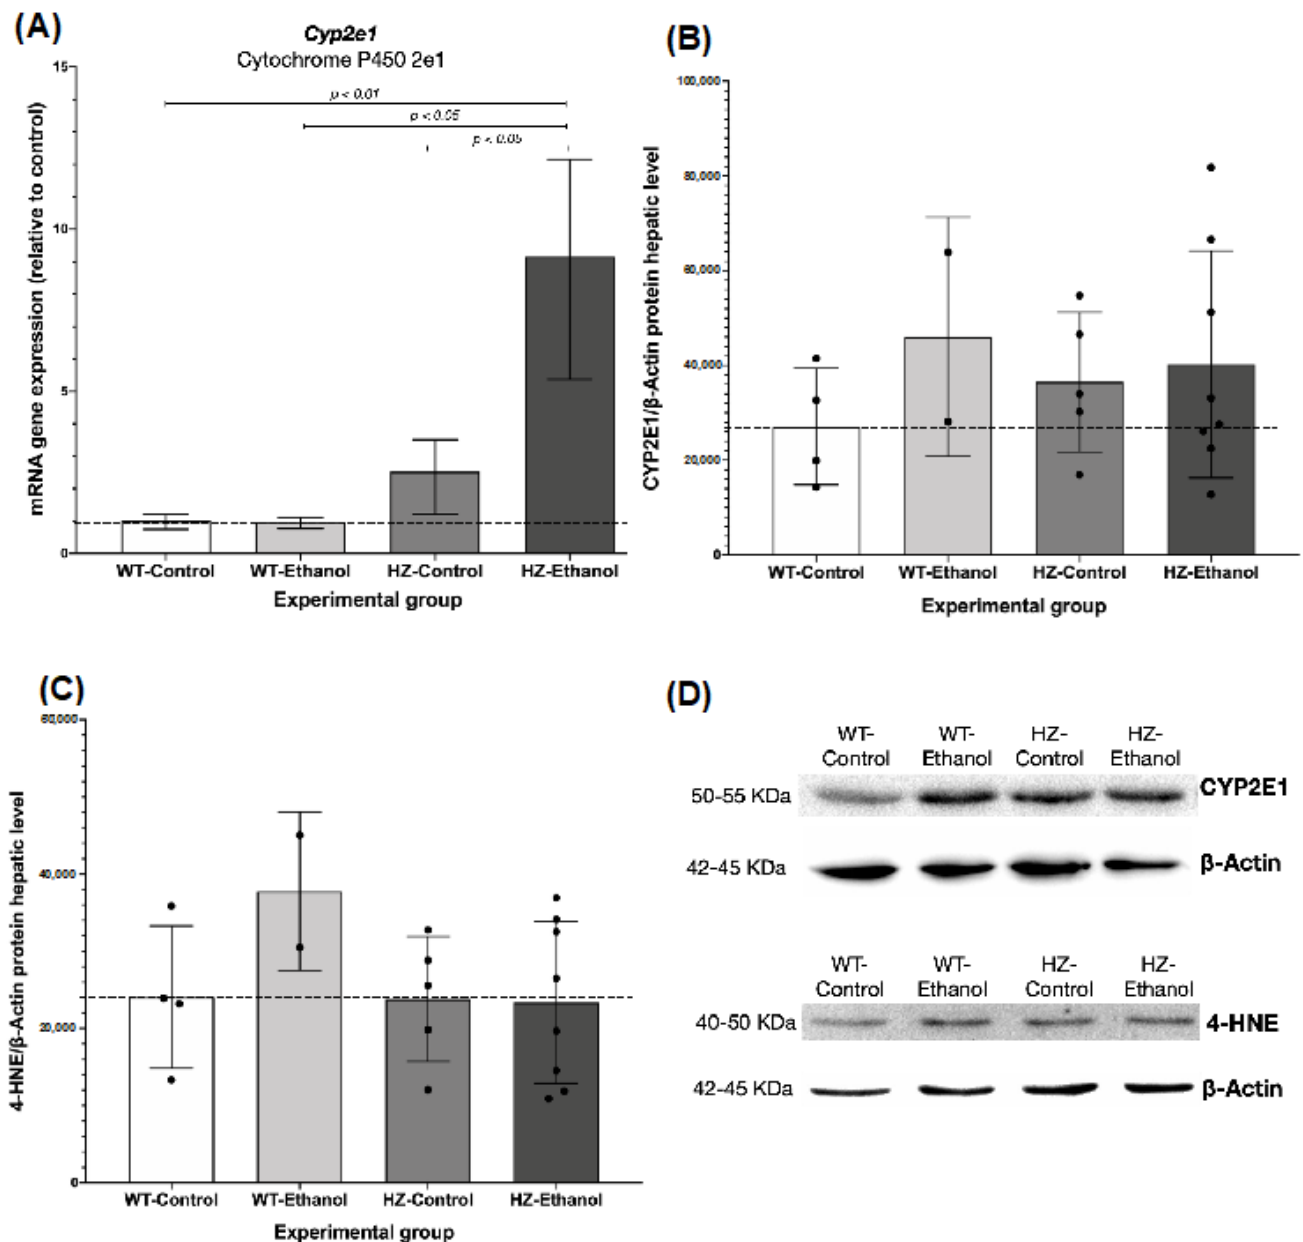 (A)
Cyp2e1
Cytochrome P450 2e1
mRNA gene expression (relative to control)
15
10
5
0
p < 0.01
p < 0.05
p < 0.05
WT-Control
WT-Ethanol
HZ-Control
HZ-Ethanol
Experimental group
(B)
CYP2E1/β-Actin protein hepatic level
100,000
80,000
60,000
40,000
20,000
0
WT-Control
WT-Ethanol
HZ-Control
HZ-Ethanol
Experimental group
(C)
4-HNE/β-Actin protein hepatic level
60,000
40,000
20,000
0
WT-Control
WT-Ethanol
HZ-Control
HZ-Ethanol
Experimental group
(D)
WT-
Control
WT-
Ethanol
HZ-
Control
HZ-
Ethanol
50-55 KDa
CYP2E1
42-45 KDa
β-Actin
WT-
Control
WT-
Ethanol
HZ-
Control
HZ-
Ethanol
40-50 KDa
4-HNE
42-45 KDa
β-Actin